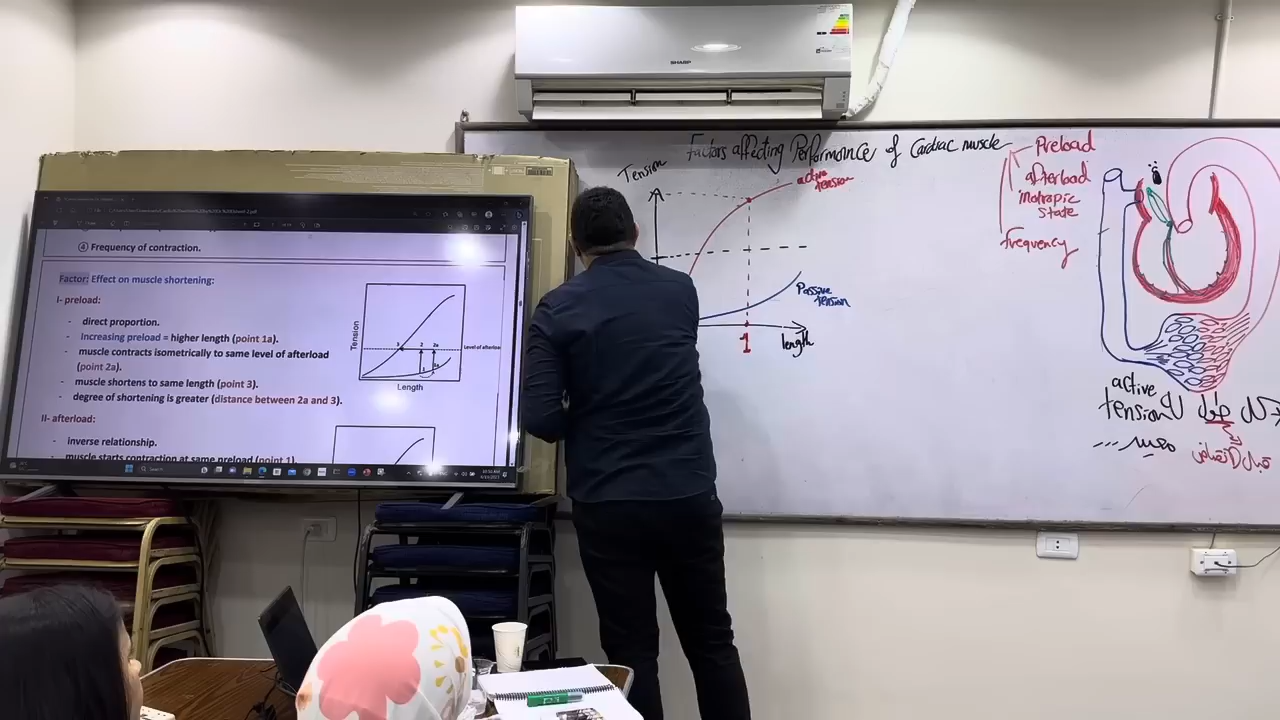 SHARP
Factors affecting Performance of Cardiac muscle
Preload
afterload
inotropic
state
frequency
Tension
active
tension
Passive
tension
1
length
active
tension
④ Frequency of contraction.
Factor: Effect on muscle shortening:
I- preload:
- direct proportion.
- Increasing preload = higher length (point 1a).
- muscle contracts isometrically to same level of afterload
(point 2a).
- muscle shortens to same length (point 3).
- degree of shortening is greater (distance between 2a and 3).
Tension
3 2 2a
Level of afterload
Length
II- afterload:
- inverse relationship.
- muscle starts contraction at same preload (point 1).
Search